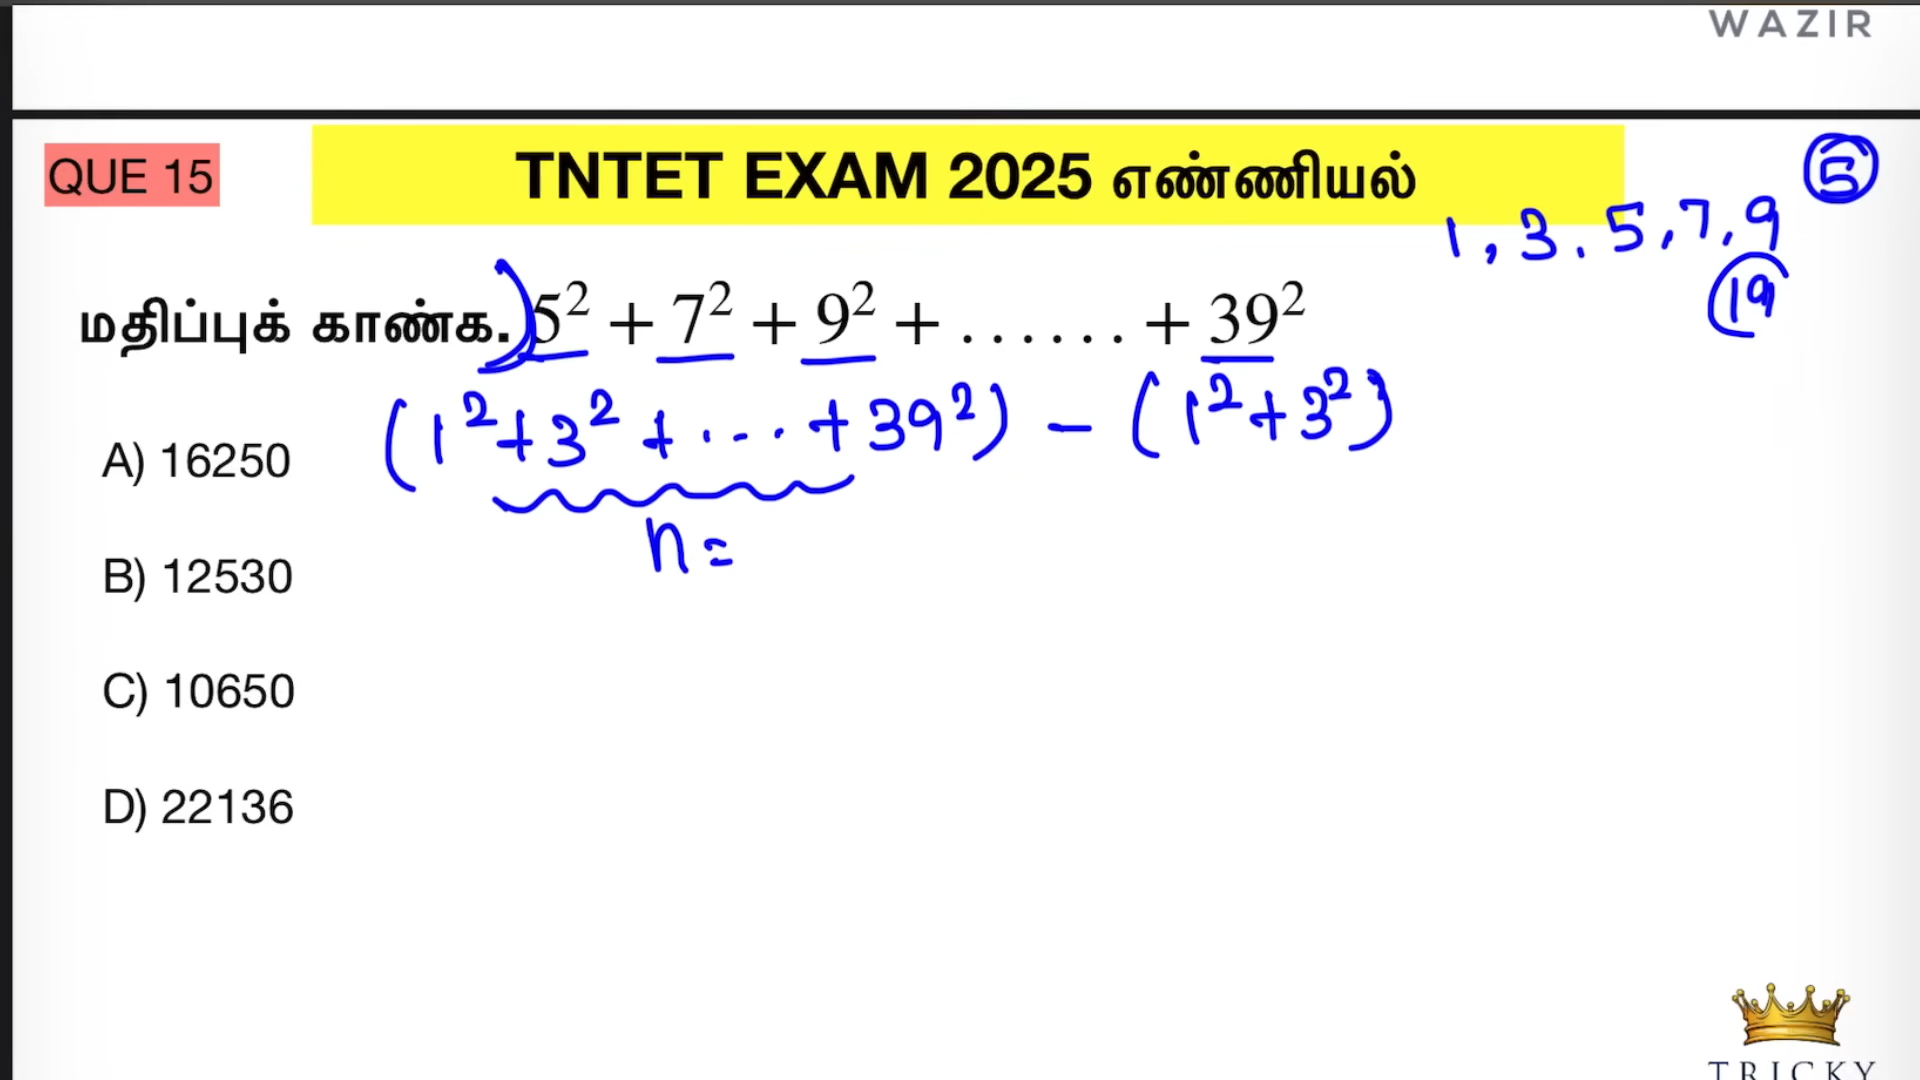 WAZIR
QUE 15
TNTET EXAM 2025 எண்ணியல்
5
1, 3, 5, 7, 9
19
மதிப்புக் காண்க. 5² + 7² + 9² + ...... + 39²
(1² + 3² + ... + 39²) - (1² + 3²)
n =
A) 16250
B) 12530
C) 10650
D) 22136
TRICKY